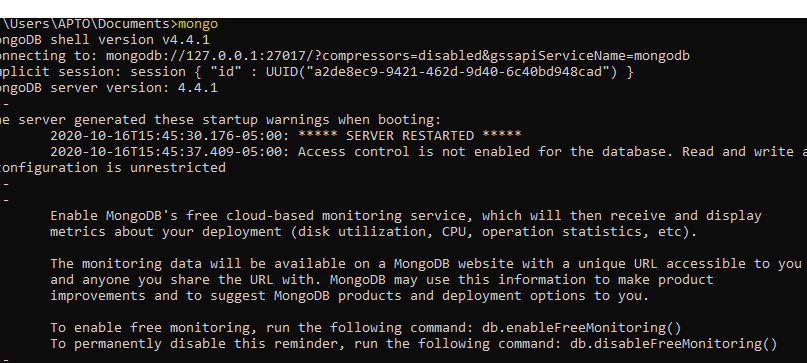 \Users\APTO\Documents>mongo
ongoDB shell version v4.4.1
onnecting to: mongodb://127.0.0.1:27017/?compressors=disabled&gssapiServiceName=mongodb
mplicit session: session { "id" : UUID("a2de8ec9-9421-462d-9d40-6c40bd948cad") }
ongoDB server version: 4.4.1
--
he server generated these startup warnings when booting:
2020-10-16T15:45:30.176-05:00: ***** SERVER RESTARTED *****
2020-10-16T15:45:37.409-05:00: Access control is not enabled for the database. Read and write a
configuration is unrestricted
--
--
Enable MongoDB's free cloud-based monitoring service, which will then receive and display
metrics about your deployment (disk utilization, CPU, operation statistics, etc).
The monitoring data will be available on a MongoDB website with a unique URL accessible to you
and anyone you share the URL with. MongoDB may use this information to make product
improvements and to suggest MongoDB products and deployment options to you.
To enable free monitoring, run the following command: db.enableFreeMonitoring()
To permanently disable this reminder, run the following command: db.disableFreeMonitoring()
--